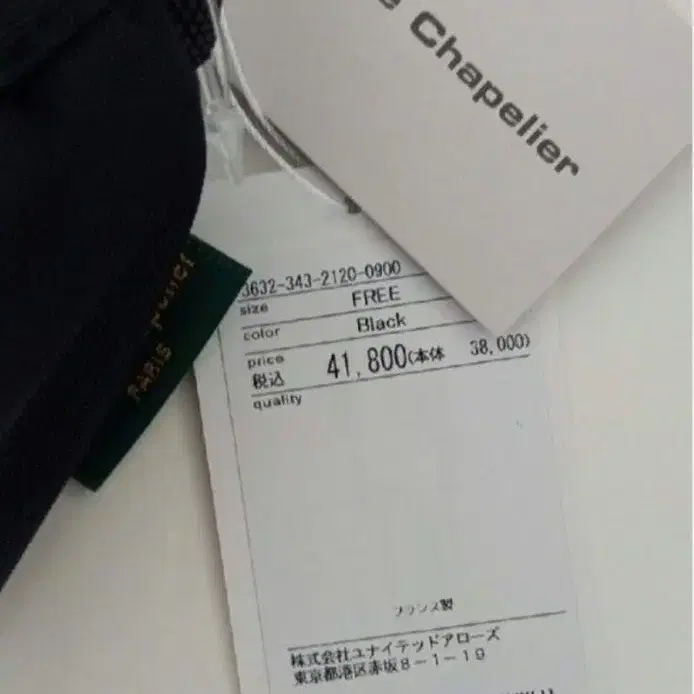 Chapelier
3632-343-2120-0900
size FREE
color Black
price
税込 41,800(本体 38,000)
quality
PARIS
フランス製
株式会社ユナイテッドアローズ
東京都港区赤坂8-1-19